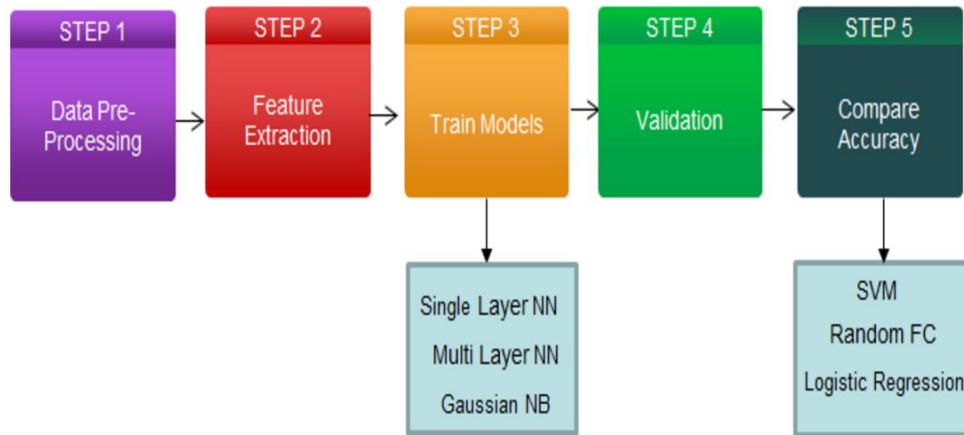 STEP 1
Data Pre-
Processing
STEP 2
Feature
Extraction
STEP 3
Train Models
STEP 4
Validation
STEP 5
Compare
Accuracy
Single Layer NN
Multi Layer NN
Gaussian NB
SVM
Random FC
Logistic Regression